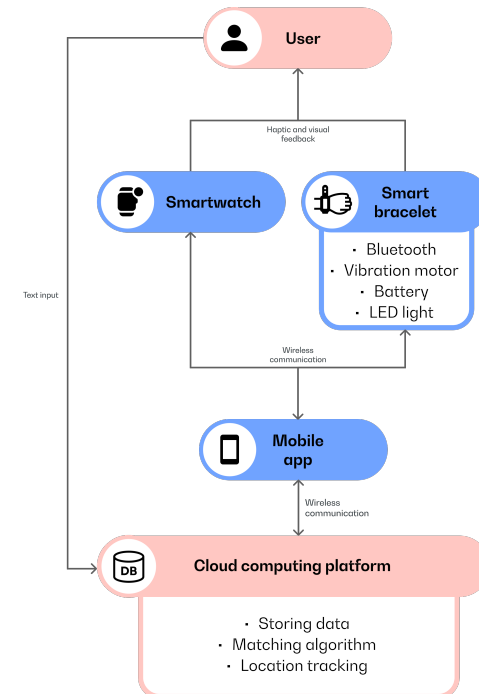 User
Haptic and visual
feedback
Smartwatch
Smart
bracelet
· Bluetooth
· Vibration motor
· Battery
· LED light
Text input
Wireless
communication
Mobile
app
Wireless
communication
DB
Cloud computing platform
· Storing data
· Matching algorithm
· Location tracking